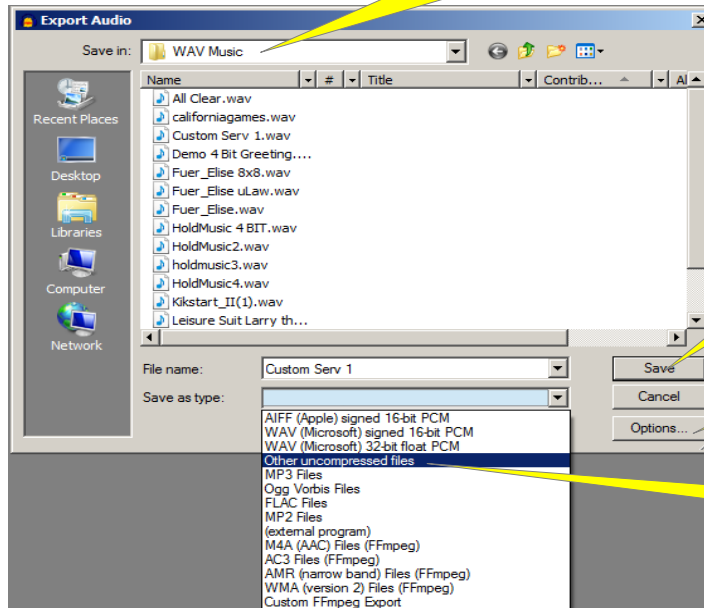 Export Audio
Save in: WAV Music
Name # Title Contrib... Al
Recent Places
Desktop
Libraries
Computer
Network
All Clear.wav
californiagames.wav
Custom Serv 1.wav
Demo 4 Bit Greeting....
Fuer_Elise 8x8.wav
Fuer_Elise uLaw.wav
Fuer_Elise.wav
HoldMusic 4 BIT.wav
HoldMusic2.wav
holdmusic3.wav
HoldMusic4.wav
Kikstart_II(1).wav
Leisure Suit Larry th...
File name: Custom Serv 1 Save
Save as type: Cancel
Options...
AIFF (Apple) signed 16-bit PCM
WAV (Microsoft) signed 16-bit PCM
WAV (Microsoft) 32-bit float PCM
Other uncompressed files
MP3 Files
Ogg Vorbis Files
FLAC Files
MP2 Files
(external program)
M4A (AAC) Files (FFmpeg)
AC3 Files (FFmpeg)
AMR (narrow band) Files (FFmpeg)
WMA (version 2) Files (FFmpeg)
Custom FFmpeg Export